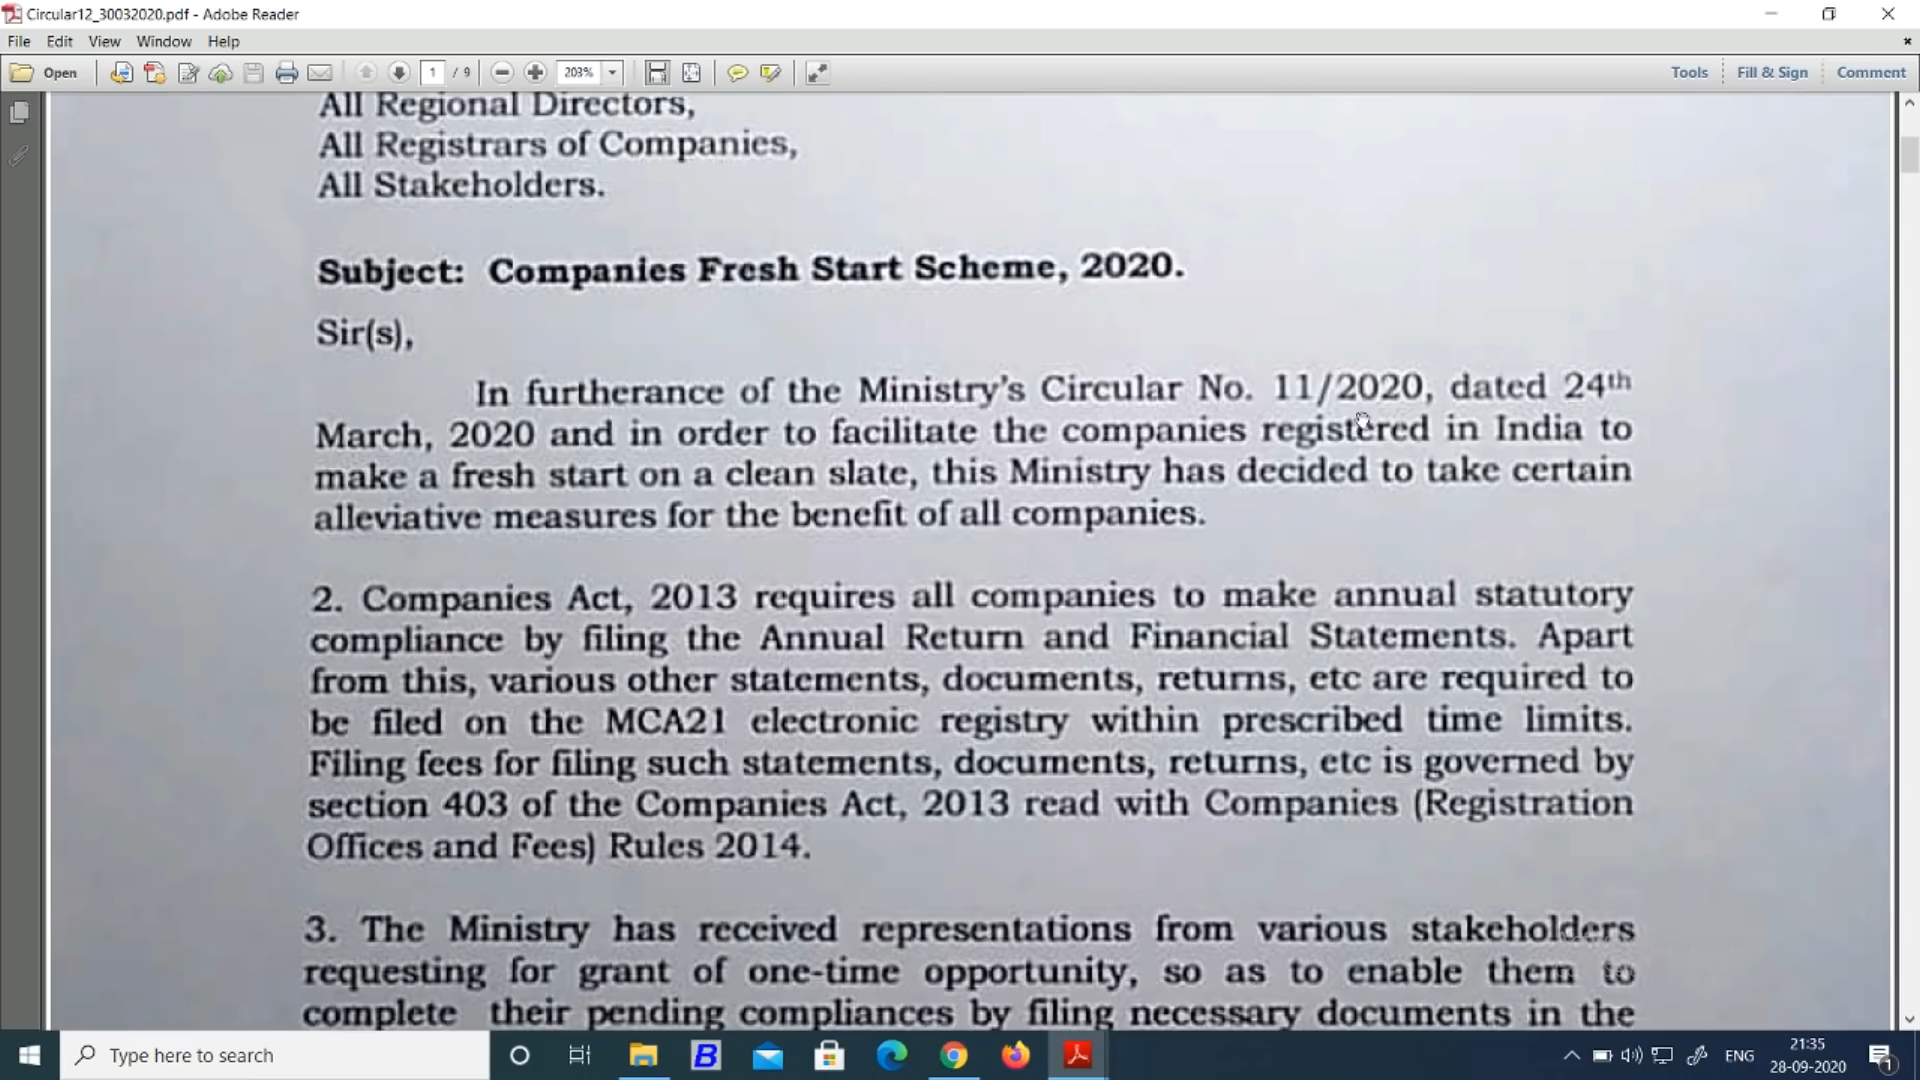 Circular12_30032020.pdf - Adobe Reader
File Edit View Window Help
Open 1 / 9 203% Tools Fill & Sign Comment
All Regional Directors,
All Registrars of Companies,
All Stakeholders.
Subject: Companies Fresh Start Scheme, 2020.
Sir(s),
In furtherance of the Ministry's Circular No. 11/2020, dated 24th
March, 2020 and in order to facilitate the companies registered in India to
make a fresh start on a clean slate, this Ministry has decided to take certain
alleviative measures for the benefit of all companies.
2. Companies Act, 2013 requires all companies to make annual statutory
compliance by filing the Annual Return and Financial Statements. Apart
from this, various other statements, documents, returns, etc are required to
be filed on the MCA21 electronic registry within prescribed time limits.
Filing fees for filing such statements, documents, returns, etc is governed by
section 403 of the Companies Act, 2013 read with Companies (Registration
Offices and Fees) Rules 2014.
3. The Ministry has received representations from various stakeholders
requesting for grant of one-time opportunity, so as to enable them to
complete their pending compliances by filing necessary documents in the
Type here to search
B
ENG
21:35
28-09-2020
1